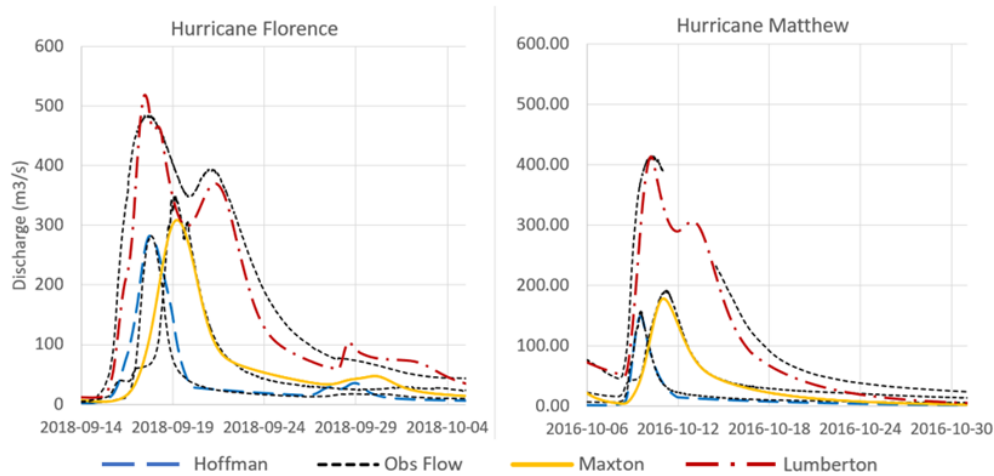 Hurricane Florence
600
500
400
300
200
100
0
Discharge (m3/s)
2018-09-14 2018-09-19 2018-09-24 2018-09-29 2018-10-04
Hurricane Matthew
600.00
500.00
400.00
300.00
200.00
100.00
0.00
2016-10-06 2016-10-12 2016-10-18 2016-10-24 2016-10-30
Hoffman Obs Flow Maxton Lumberton